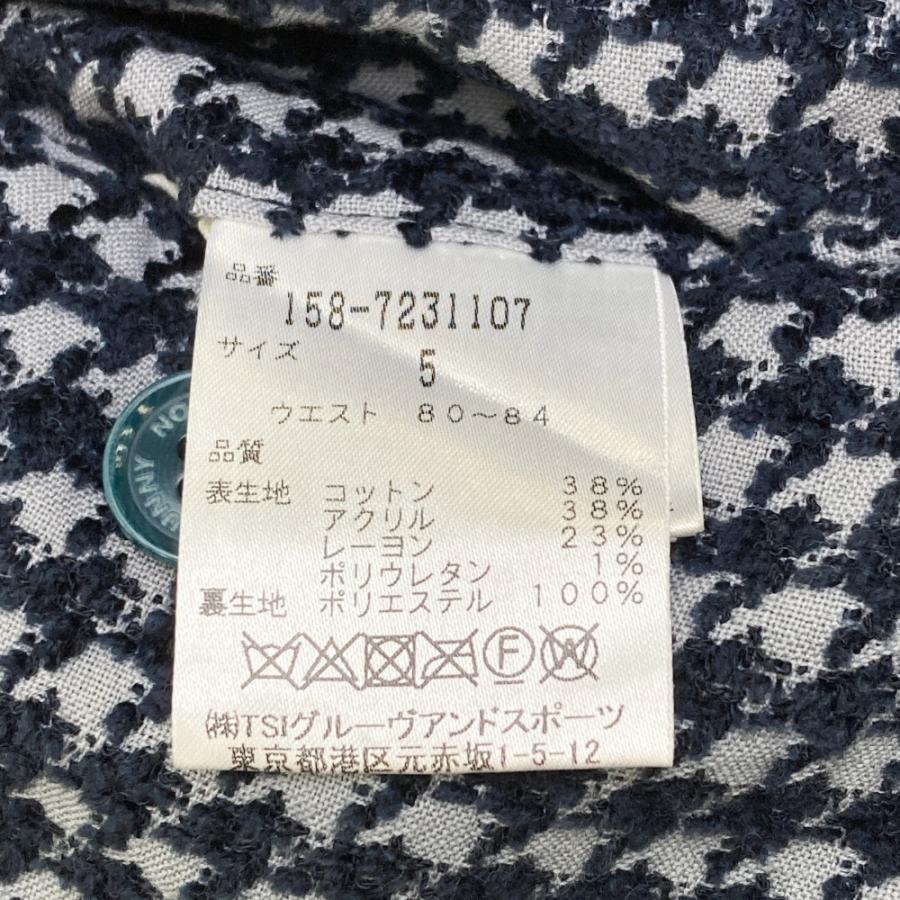 品番
158-7231107
サイズ
5
ウエスト 80～84
品質
表生地 コットン 38%
アクリル 38%
レーヨン 23%
ポリウレタン 1%
裏生地 ポリエステル 100%
F W
㈱TSIグルーヴアンドスポーツ
東京都港区元赤坂1-5-12